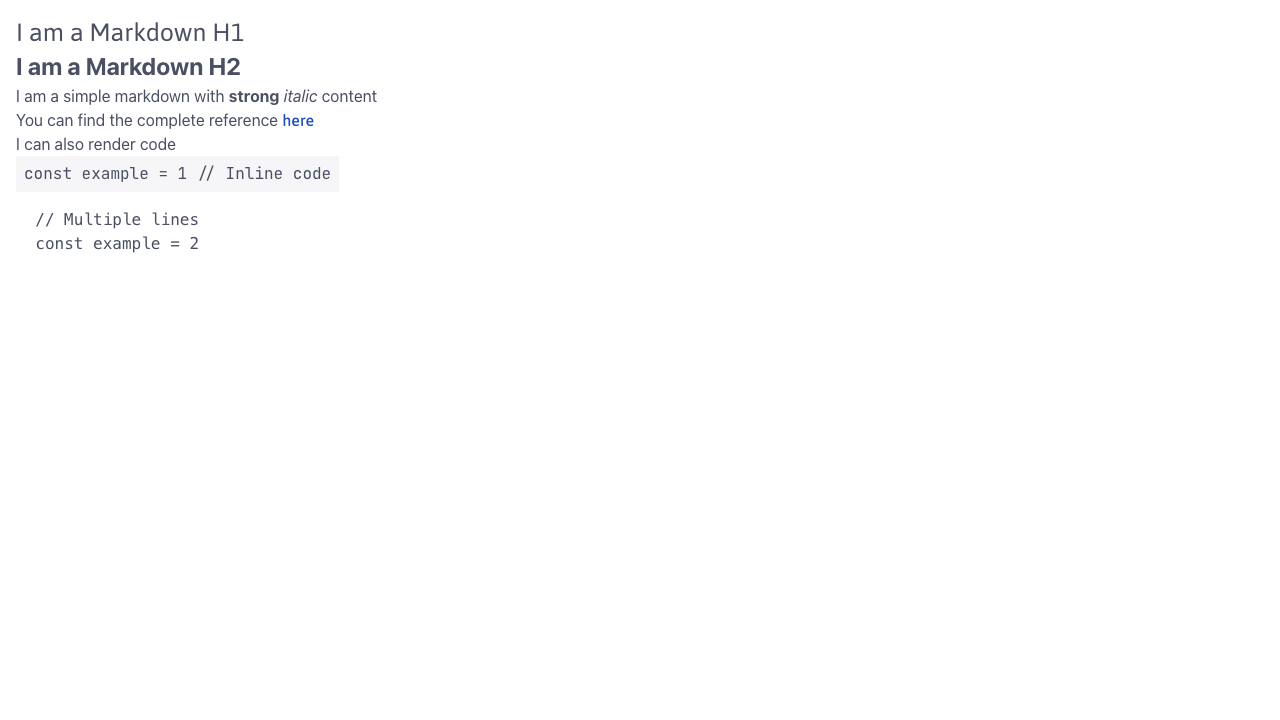 I am a Markdown H1
I am a Markdown H2
I am a simple markdown with strong italic content
You can find the complete reference here
I can also render code
const example = 1 // Inline code
// Multiple lines
const example = 2